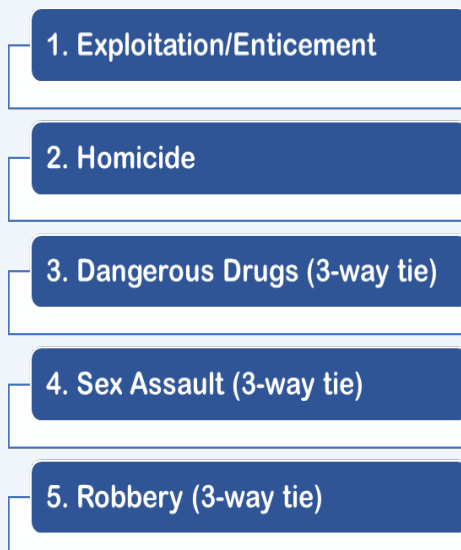 1. Exploitation/Enticement
2. Homicide
3. Dangerous Drugs (3-way tie)
4. Sex Assault (3-way tie)
5. Robbery (3-way tie)